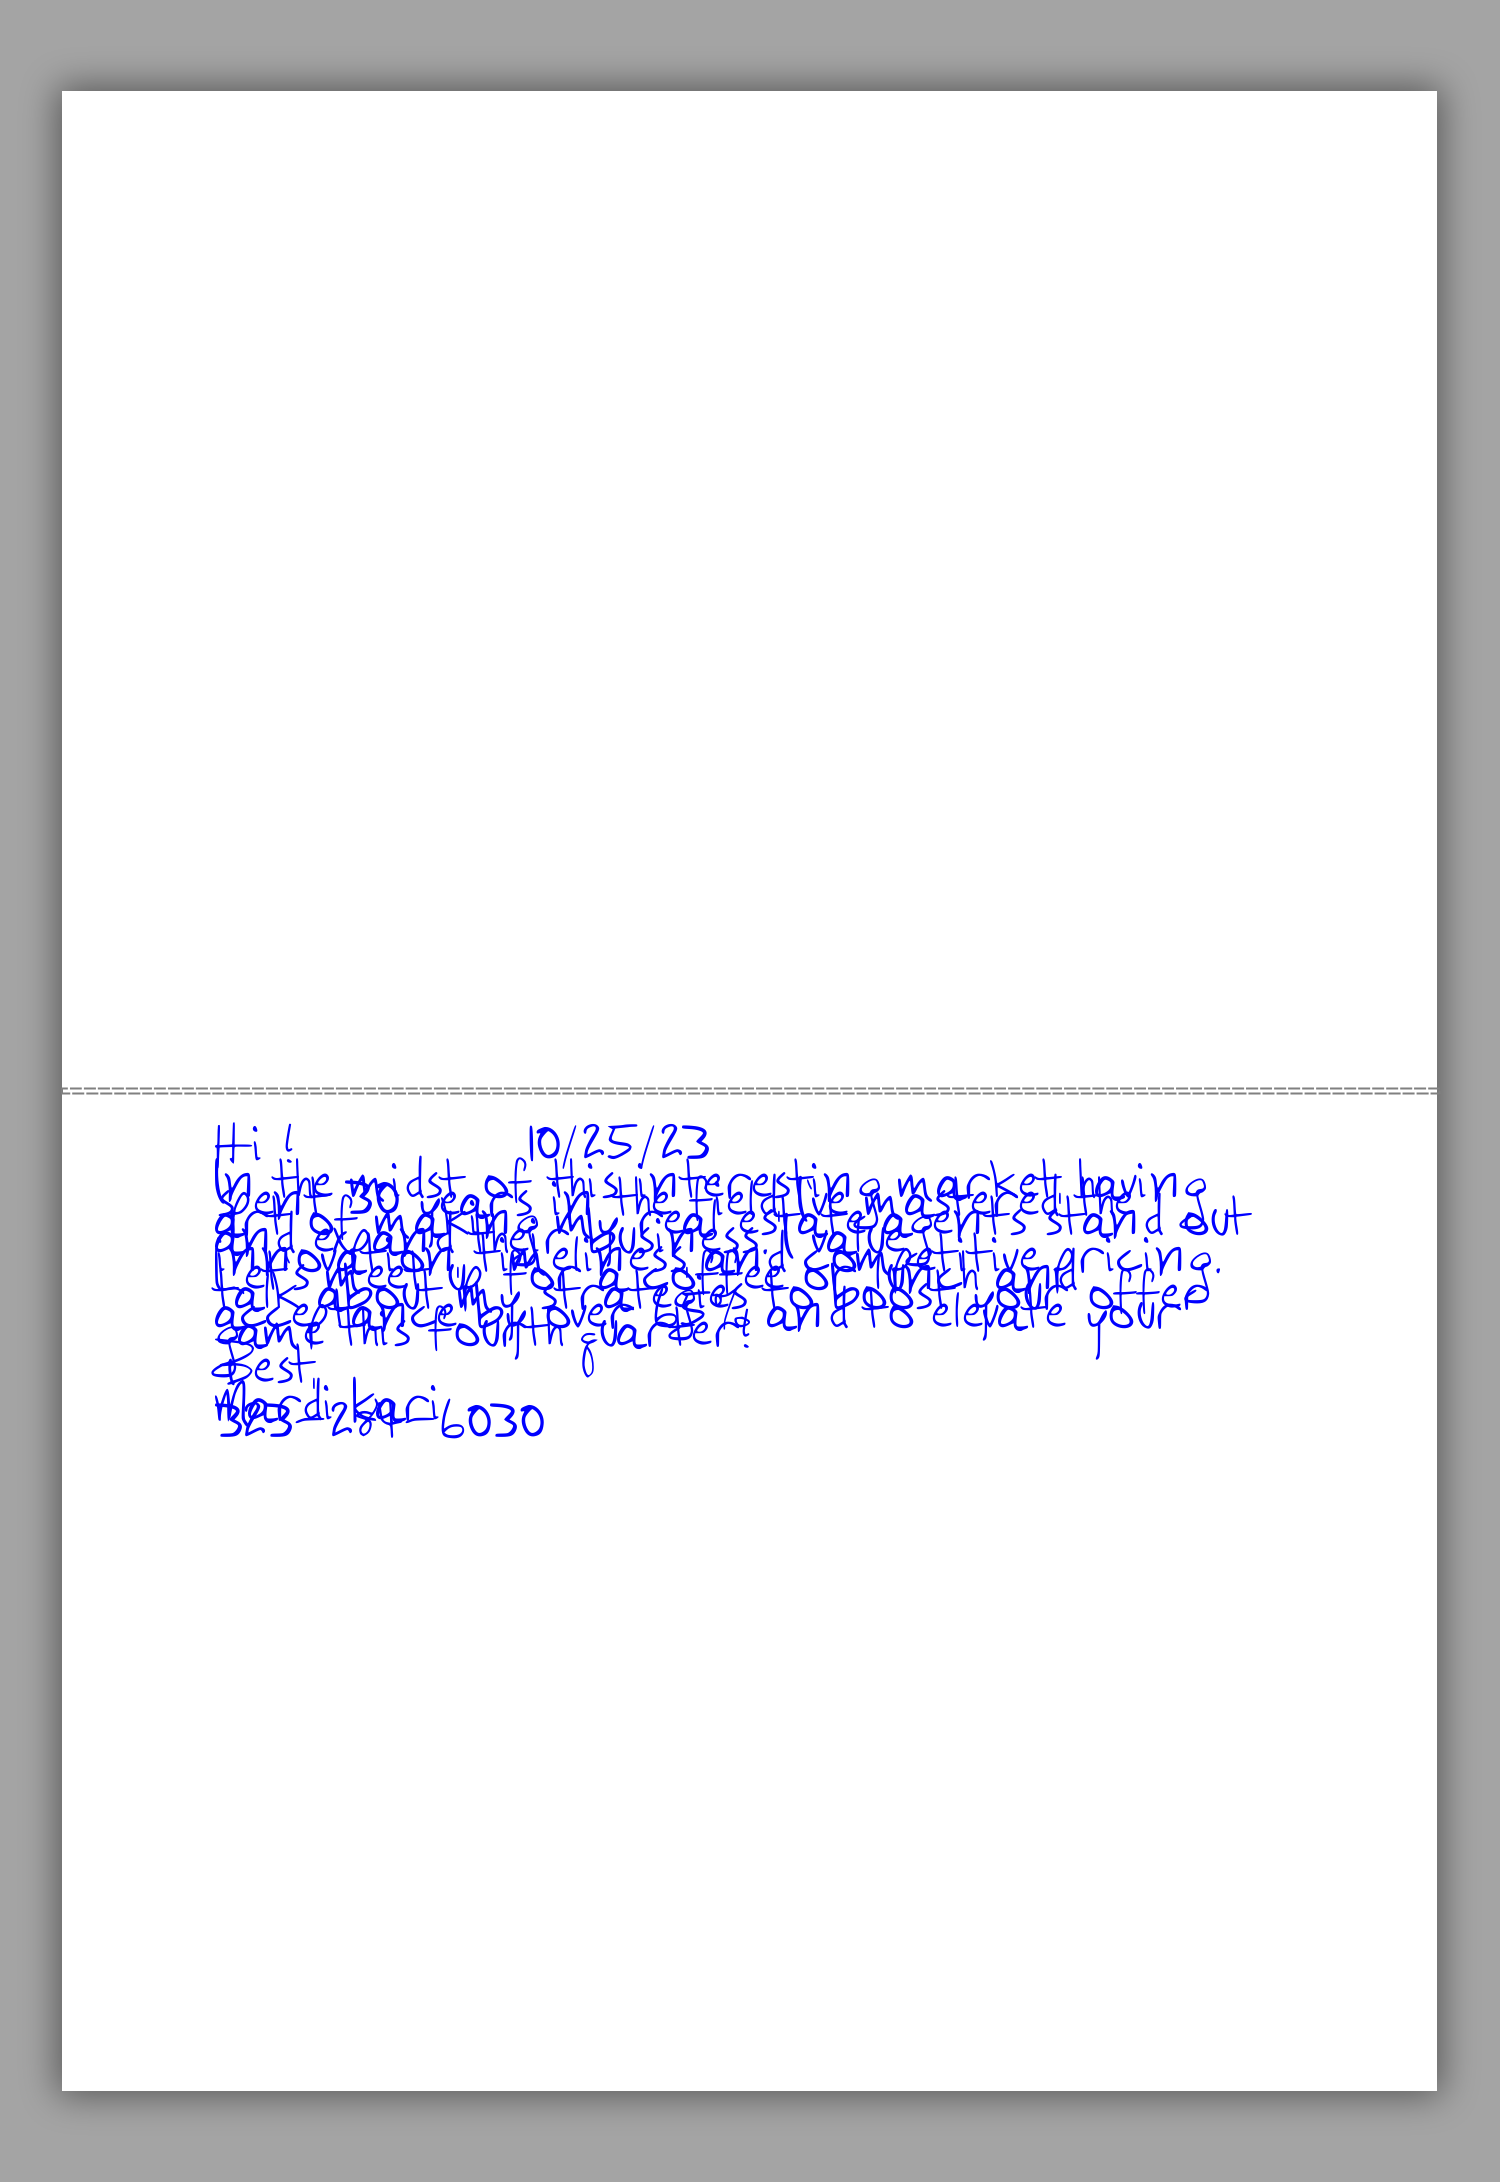 Hi ! 10/25/23
In the midst of this interesting market having
spent 30 years in the field I've mastered the
art of making my real estate agents stand out
and expand their business. I value
innovation timeliness and competitive pricing.
Let's meet up for a coffee or lunch and
talk about my strategies to boost your offer
acceptance by over 65% and to elevate your
game this fourth quarter!
Best
Mardi kari
323-284-6030